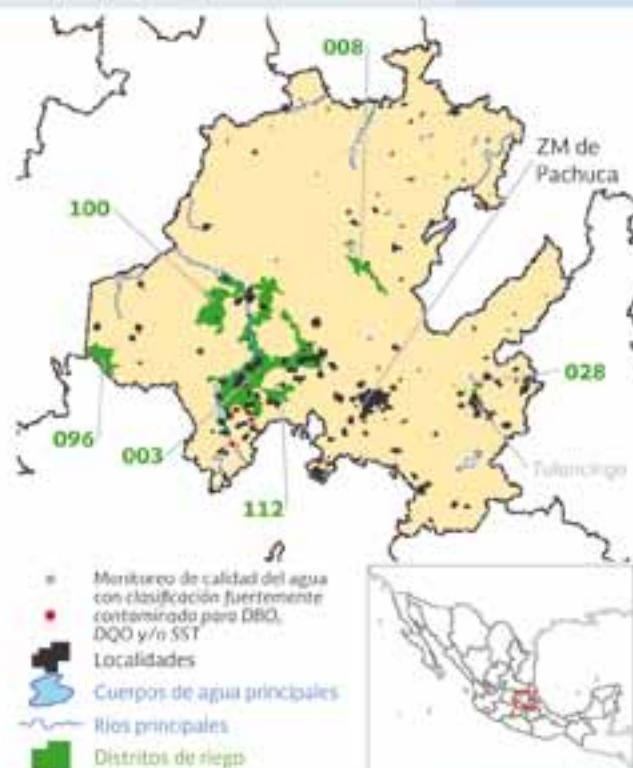 008
ZM de
Pachuca
100
028
096
003
Tulancingo
112
Monitoreo de calidad del agua
con clasificación fuertemente
contaminado para DBO,
DQO y/o SST
Localidades
Cuerpos de agua principales
Ríos principales
Distritos de riego